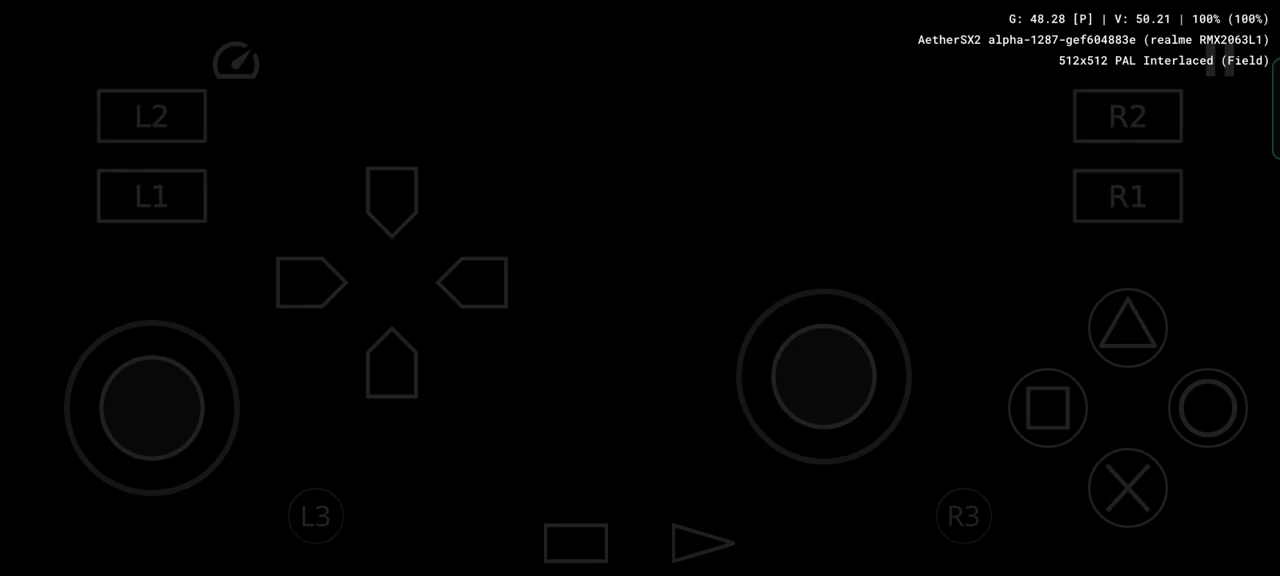 G: 48.28 [P] | V: 50.21 | 100% (100%)
AetherSX2 alpha-1287-gef604883e (realme RMX2063L1)
512x512 PAL Interlaced (Field)
L2
R2
L1
R1
L3
R3